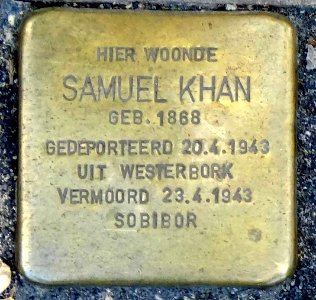 HIER WOONDE
SAMUEL KHAN
GEB. 1868
GEDEPORTEERD 20.4.1943
UIT WESTERBORK
VERMOORD 23.4.1943
SOBIBOR